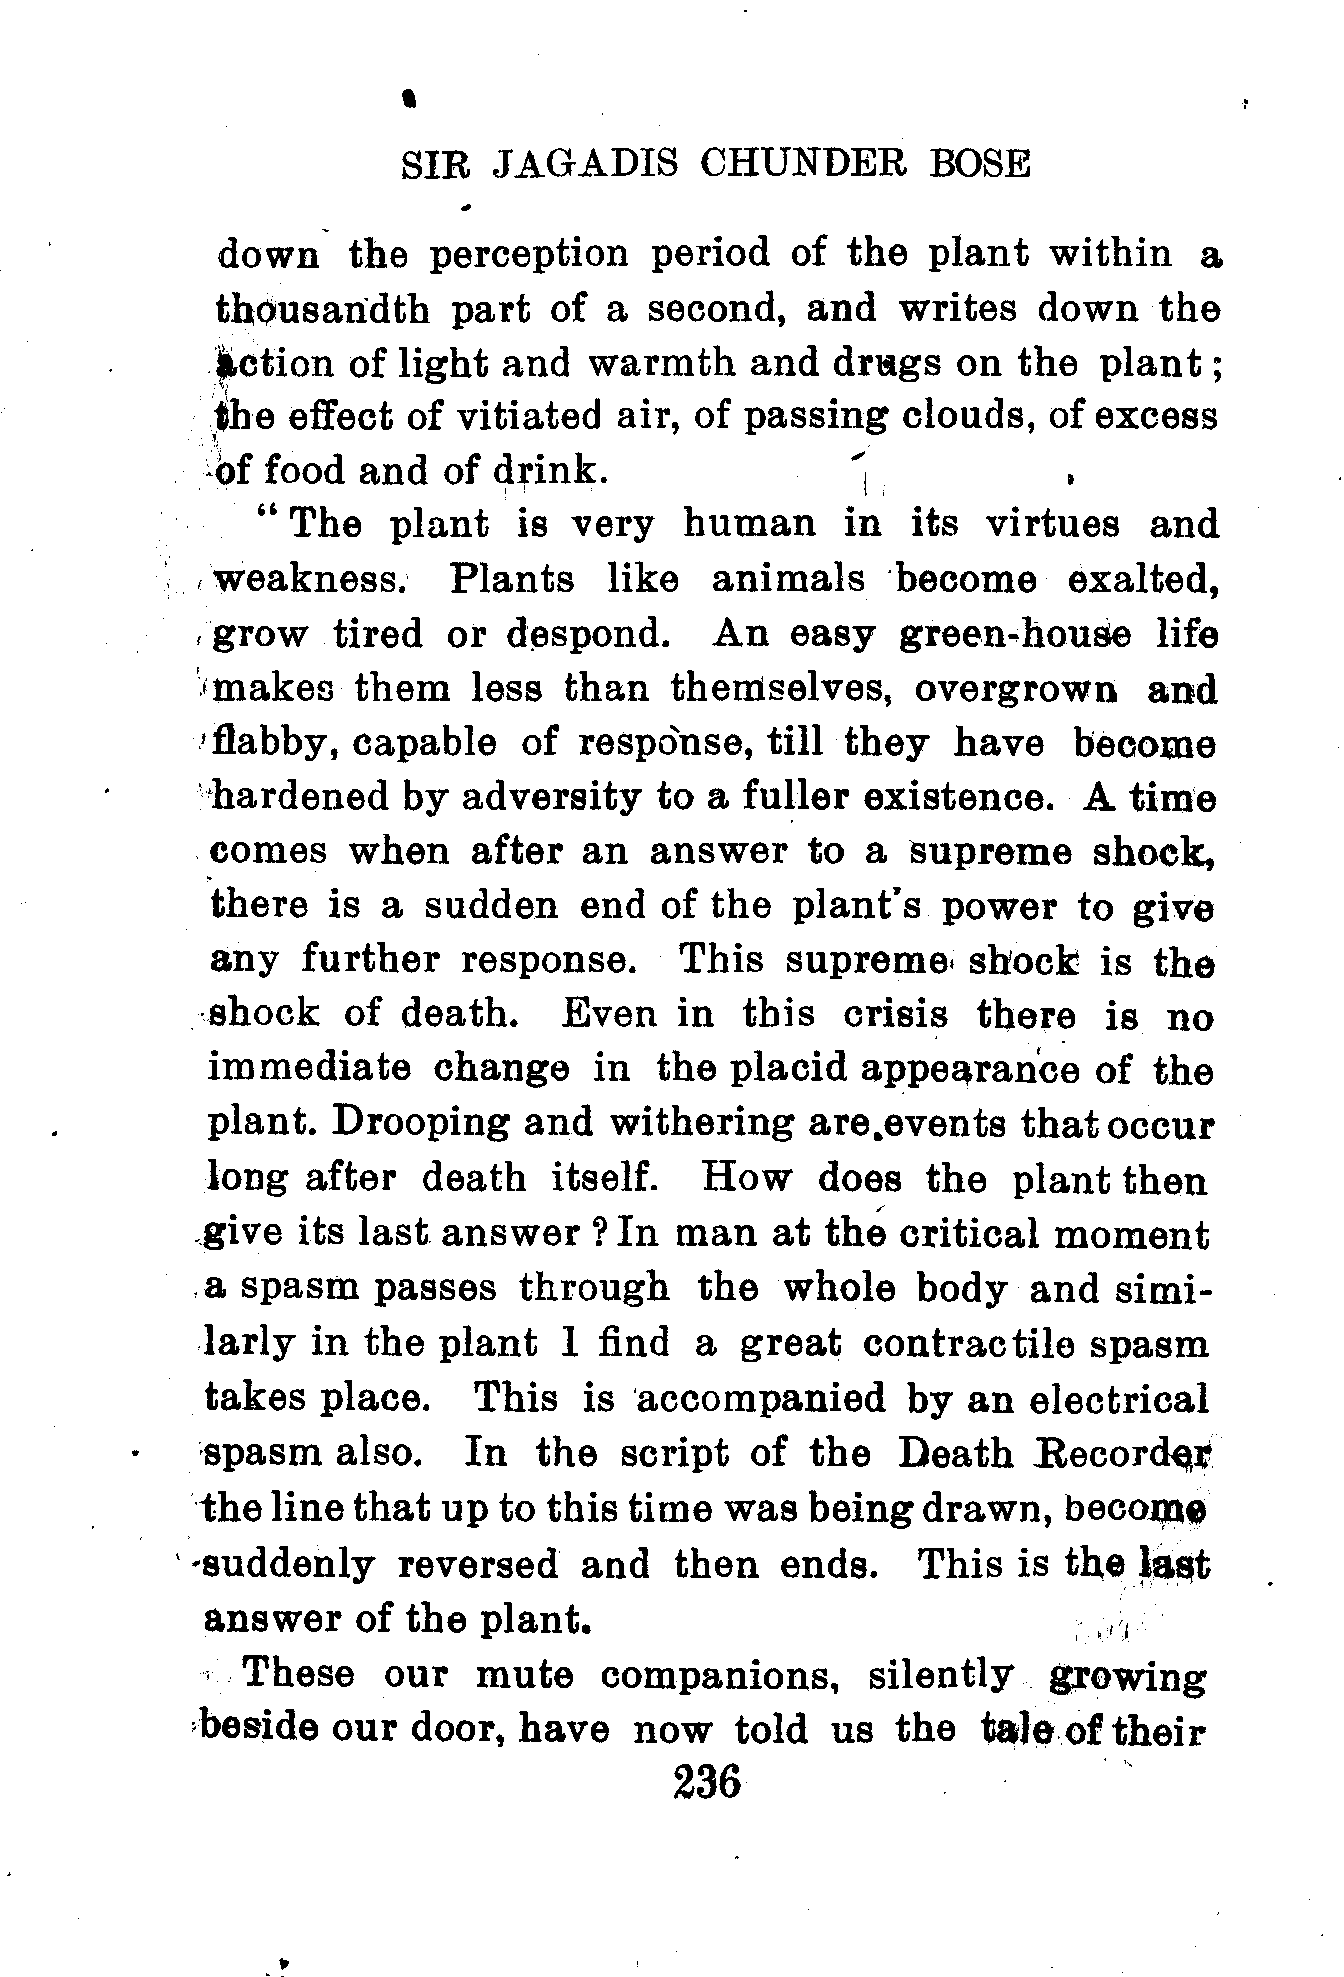 SIR JAGADIS CHUNDER BOSE
down the perception period of the plant within a
thousandth part of a second, and writes down the
action of light and warmth and drugs on the plant ;
the effect of vitiated air, of passing clouds, of excess
of food and of drink.
“ The plant is very human in its virtues and
weakness. Plants like animals become exalted,
grow tired or despond. An easy green-house life
makes them less than themselves, overgrown and
flabby, capable of response, till they have become
hardened by adversity to a fuller existence. A time
comes when after an answer to a supreme shock,
there is a sudden end of the plant's power to give
any further response. This supreme shock is the
shock of death. Even in this crisis there is no
immediate change in the placid appearance of the
plant. Drooping and withering are events that occur
long after death itself. How does the plant then
give its last answer ? In man at the critical moment
a spasm passes through the whole body and simi-
larly in the plant I find a great contractile spasm
takes place. This is accompanied by an electrical
spasm also. In the script of the Death Recorder
the line that up to this time was being drawn, become
suddenly reversed and then ends. This is the last
answer of the plant.
These our mute companions, silently growing
beside our door, have now told us the tale of their
236